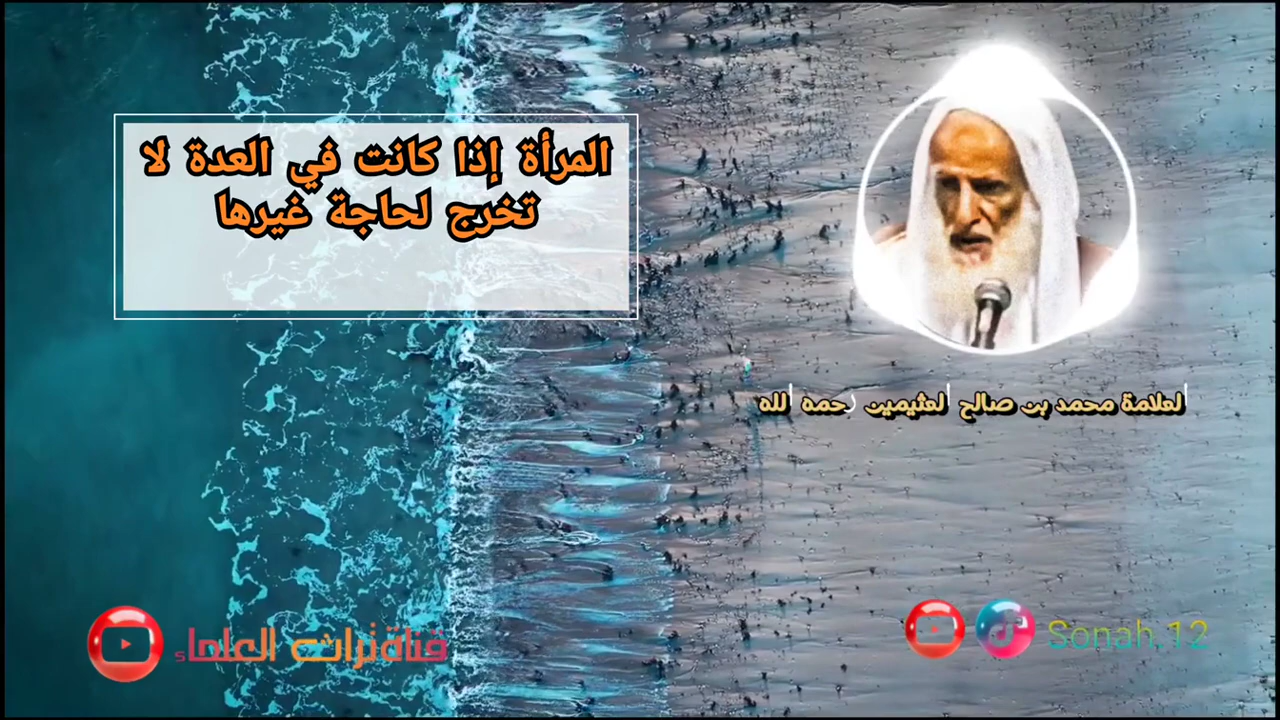 المرأة إذا كانت في العدة لا
تخرج لحاجة غيرها
العلامة محمد بن صالح العثيمين رحمه الله
قناة تراث العلماء
Sonah.12